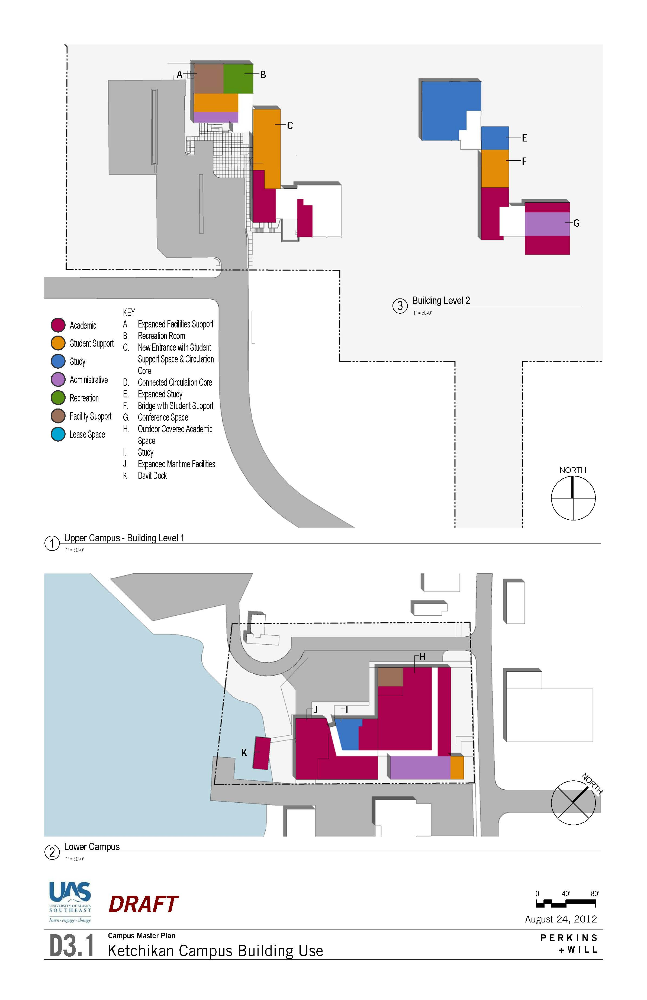 A
B
C
E
F
G
3
Building Level 2
1" = 80'-0"
Academic
Student Support
Study
Administrative
Recreation
Facility Support
Lease Space
KEY
A. Expanded Facilities Support
B. Recreation Room
C. New Entrance with Student
Support Space & Circulation
Core
D. Connected Circulation Core
E. Expanded Study
F. Bridge with Student Support
G. Conference Space
H. Outdoor Covered Academic
Space
I. Study
J. Expanded Maritime Facilities
K. Davit Dock
NORTH
1
Upper Campus - Building Level 1
1" = 80'-0"
H
J
I
K
NORTH
2
Lower Campus
1" = 80'-0"
UAS
UNIVERSITY OF ALASKA
SOUTHEAST
learn · engage · change
DRAFT
0 40' 80'
August 24, 2012
D3.1
Campus Master Plan
Ketchikan Campus Building Use
PERKINS
+WILL